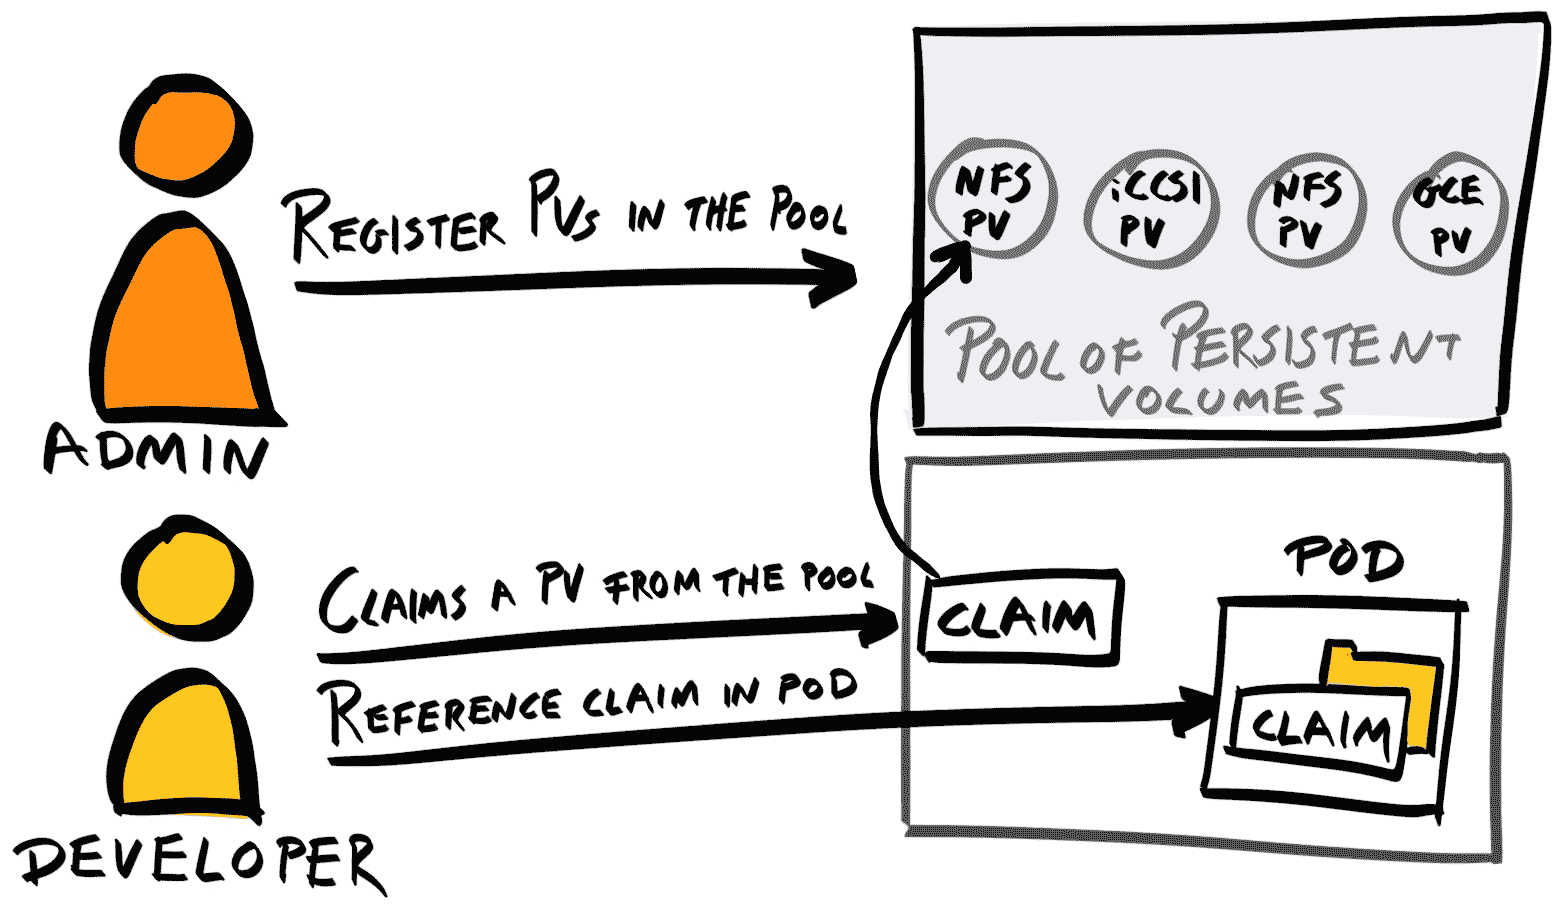 REGISTER PVs IN THE POOL
ADMIN
NFS PV
iCCSI PV
NFS PV
GCE PV
POOL OF PERSISTENT
VOLUMES
CLAIMS A PV FROM THE POOL
REFERENCE CLAIM IN POD
DEVELOPER
CLAIM
POD
CLAIM